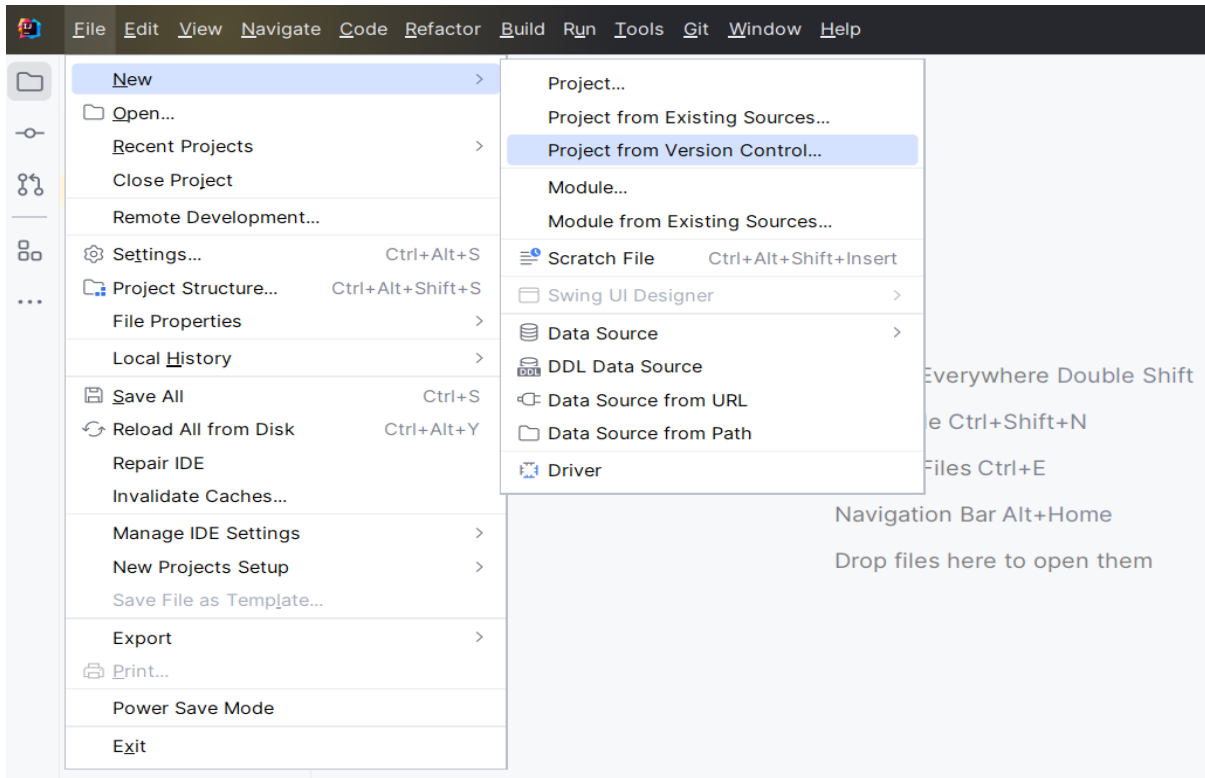 File Edit View Navigate Code Refactor Build Run Tools Git Window Help
New
Open...
Recent Projects
Close Project
Remote Development...
Settings... Ctrl+Alt+S
Project Structure... Ctrl+Alt+Shift+S
File Properties
Local History
Save All Ctrl+S
Reload All from Disk Ctrl+Alt+Y
Repair IDE
Invalidate Caches...
Manage IDE Settings
New Projects Setup
Save File as Template...
Export
Print...
Power Save Mode
Exit
Project...
Project from Existing Sources...
Project from Version Control...
Module...
Module from Existing Sources...
Scratch File Ctrl+Alt+Shift+Insert
Swing UI Designer
Data Source
DDL Data Source
Data Source from URL
Data Source from Path
Driver
Everywhere Double Shift
le Ctrl+Shift+N
Files Ctrl+E
Navigation Bar Alt+Home
Drop files here to open them